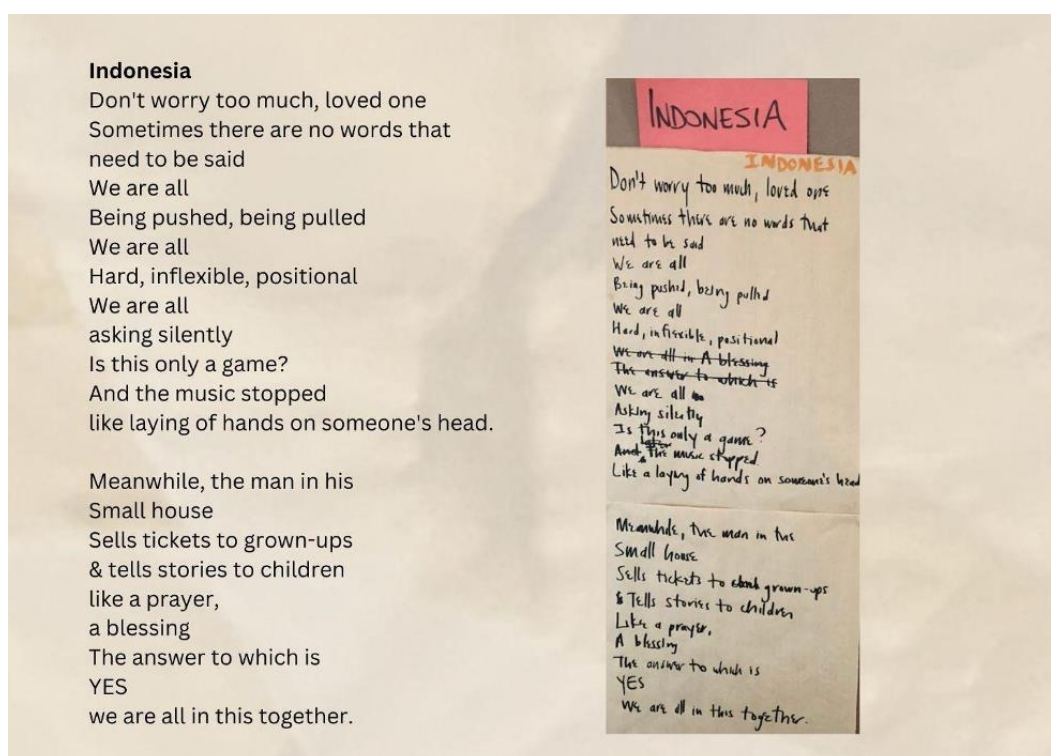 Indonesia
Don't worry too much, loved one
Sometimes there are no words that
need to be said
We are all
Being pushed, being pulled
We are all
Hard, inflexible, positional
We are all
asking silently
Is this only a game?
And the music stopped
like laying of hands on someone's head.
Meanwhile, the man in his
Small house
Sells tickets to grown-ups
& tells stories to children
like a prayer,
a blessing
The answer to which is
YES
we are all in this together.
INDONESIA
INDONESIA
Don't worry too much, loved one
Sometimes there are no words that
need to be said
We are all
Being pushed, being pulled
We are all
Hard, inflexible, positional
We are all in A blessing
The answer to which is
We are all
Asking silently
Is this only a game?
And the music stopped
Like a laying of hands on someone's head
Meanwhile, the man in the
Small house
Sells tickets to grown-ups
& Tells stories to children
Like a prayer,
A blessing
The answer to which is
YES
We are all in this together.